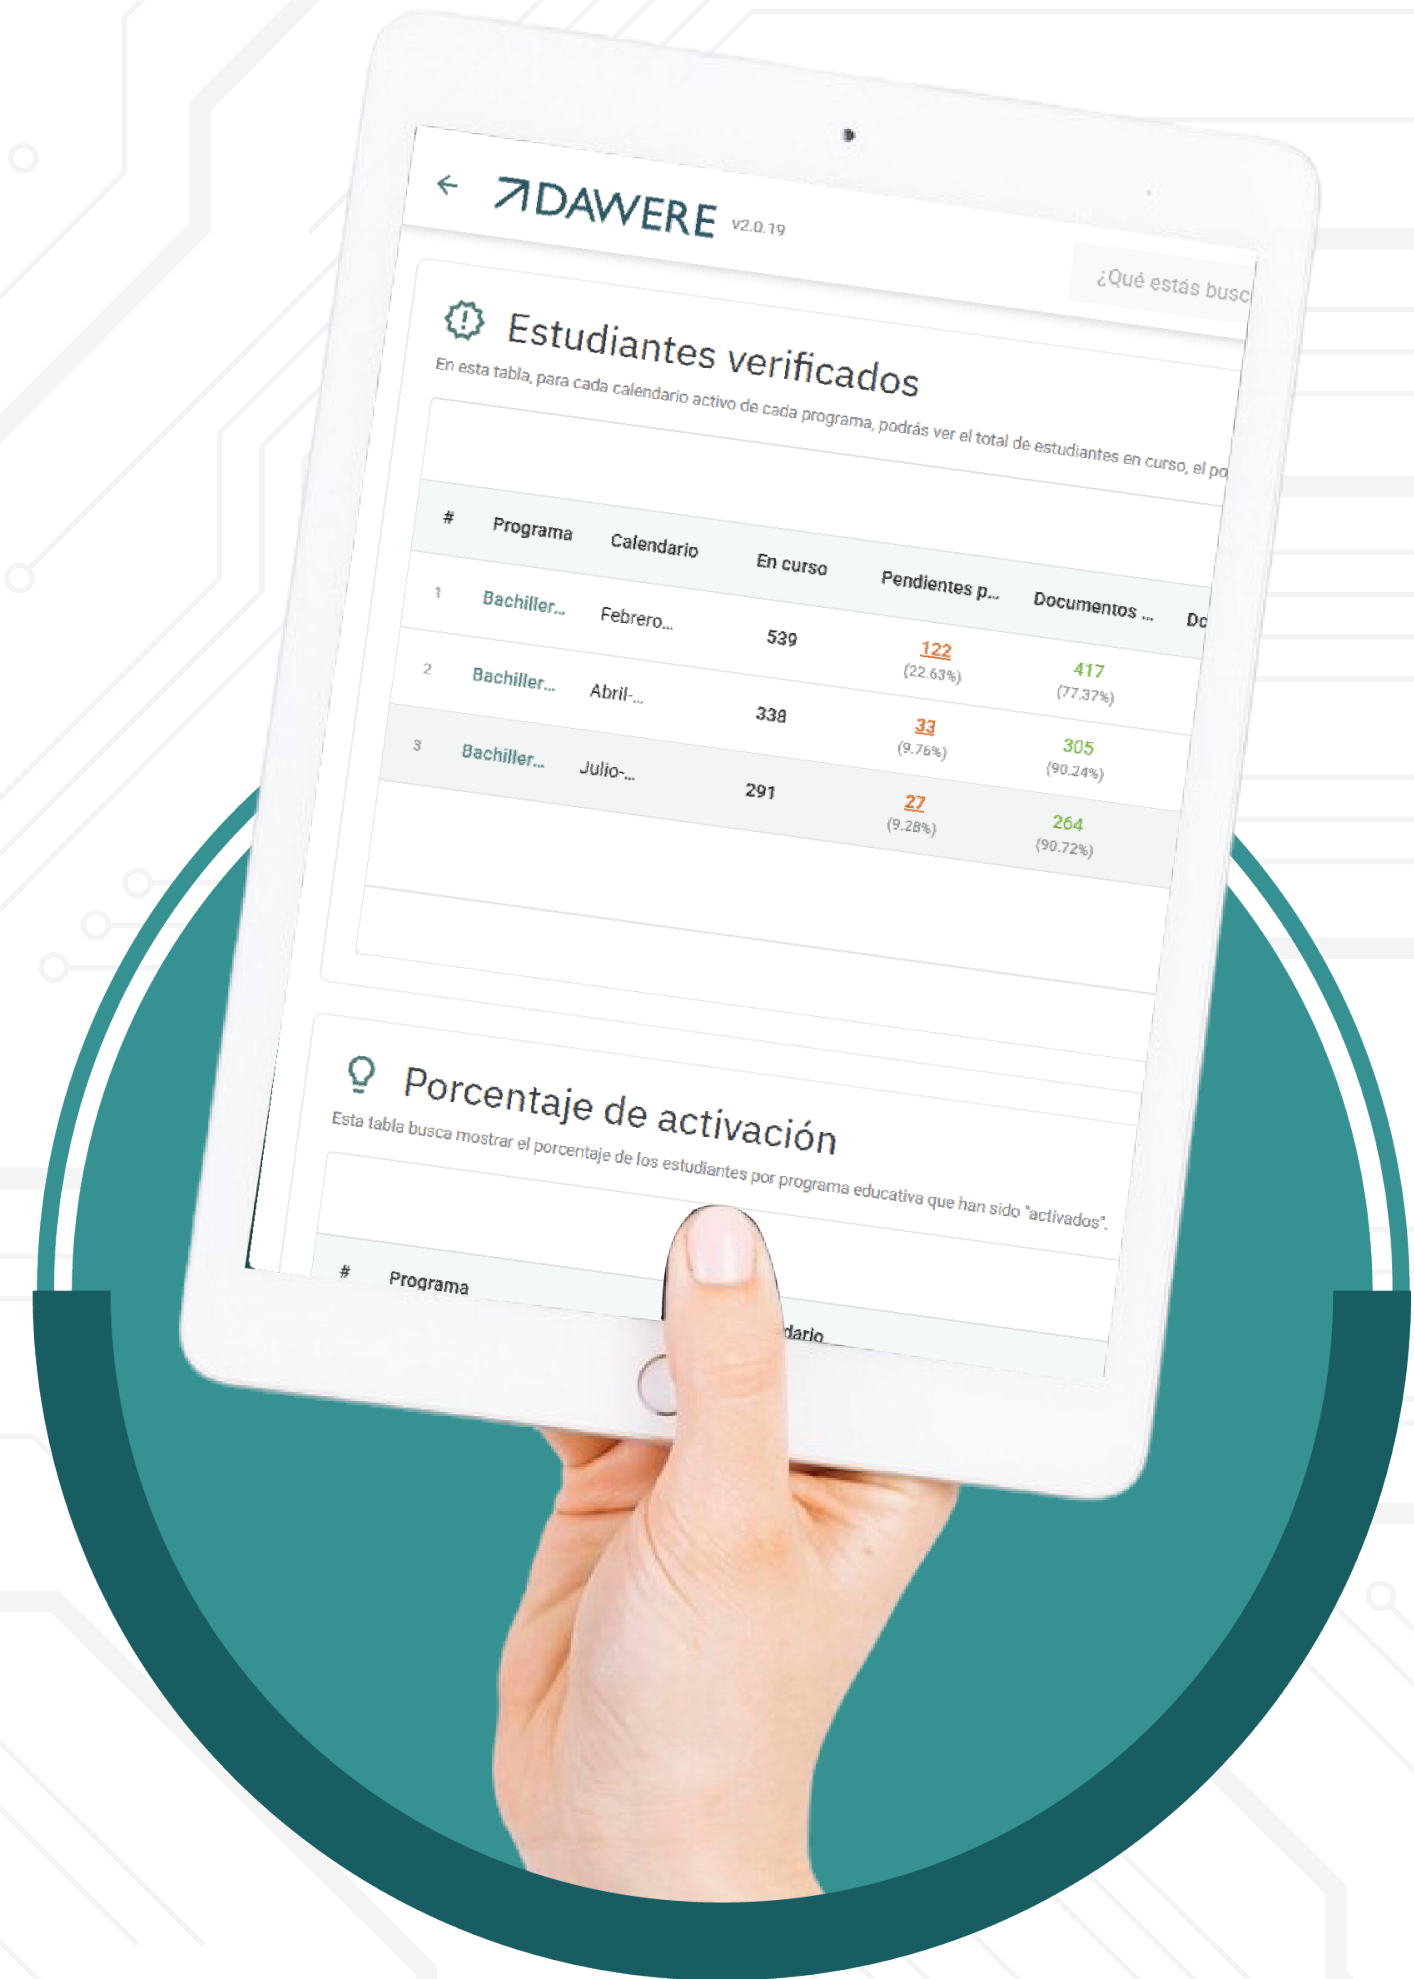 DAWERE v2.0.19
¿Qué estás busc
Estudiantes verificados
En esta tabla, para cada calendario activo de cada programa, podrás ver el total de estudiantes en curso, el po
# Programa Calendario En curso Pendientes p... Documentos ... Do
1 Bachiller... Febrero... 539 122 417
(22.63%) (77.37%)
2 Bachiller... Abril-... 338 33 305
(9.76%) (90.24%)
3 Bachiller... Julio-... 291 27 264
(9.28%) (90.72%)
Porcentaje de activación
Esta tabla busca mostrar el porcentaje de los estudiantes por programa educativa que han sido "activados".
# Programa dario